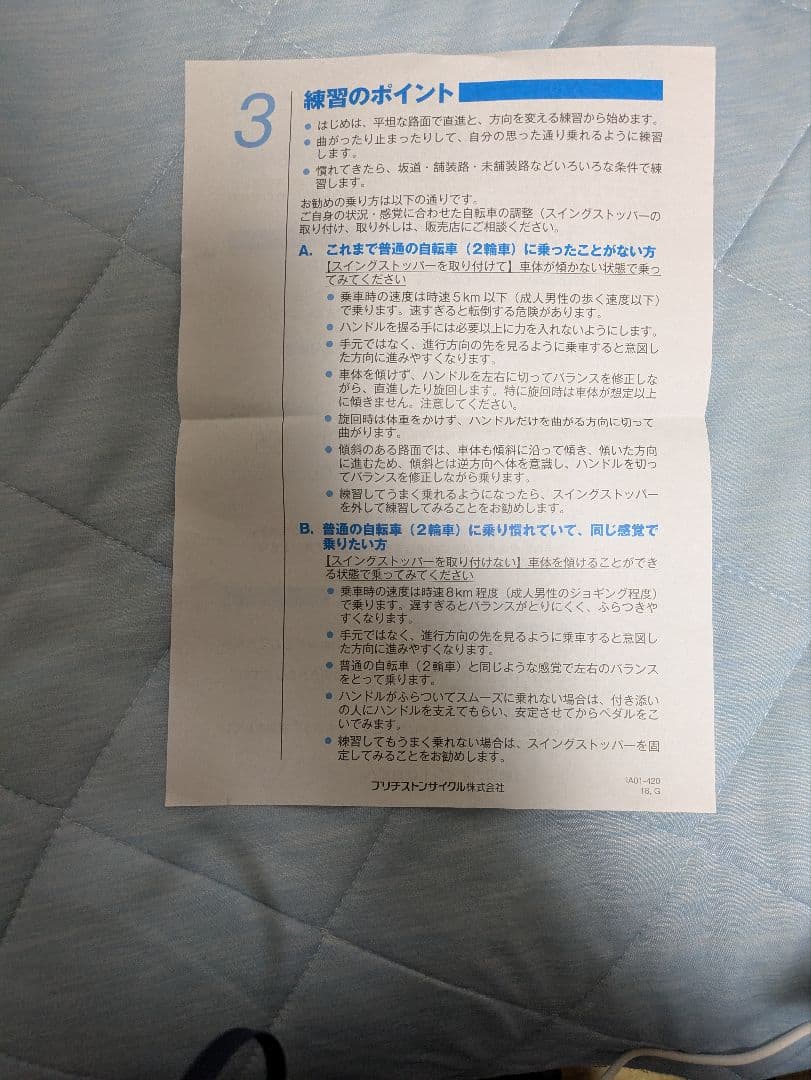 3
練習のポイント
● はじめは、平坦な路面で直進と、方向を変える練習から始めます。
● 曲がったり止まったりして、自分の思った通り乗れるように練習
します。
● 慣れてきたら、坂道・舗装路・未舗装路などいろいろな条件で練
習します。
お勧めの乗り方は以下の通りです。
ご自身の状況・感覚に合わせた自転車の調整（スイングストッパーの
取り付け、取り外しは、販売店にご相談ください。
A. これまで普通の自転車（２輪車）に乗ったことがない方
【スイングストッパーを取り付けて】車体が傾かない状態で乗っ
てみてください
● 乗車時の速度は時速５km 以下（成人男性の歩く速度以下）
で乗ります。速すぎると転倒する危険があります。
● ハンドルを握る手には必要以上に力を入れないようにします。
● 手元ではなく、進行方向の先を見るように乗車すると意図し
た方向に進みやすくなります。
● 車体を傾けず、ハンドルを左右に切ってバランスを修正しな
がら、直進したり旋回します。特に旋回時は車体が想定以上
に傾きません。注意してください。
● 旋回時は体重をかけず、ハンドルだけを曲がる方向に切って
曲がります。
● 傾斜のある路面では、車体も傾斜に沿って傾き、傾いた方向
に進むため、傾斜とは逆方向へ体を意識し、ハンドルを切っ
てバランスを修正しながら乗ります。
● 練習してうまく乗れるようになったら、スイングストッパー
を外して練習してみることをお勧めします。
B. 普通の自転車（２輪車）に乗り慣れていて、同じ感覚で
乗りたい方
【スイングストッパーを取り付けない】車体を傾けることができ
る状態で乗ってみてください
● 乗車時の速度は時速８km 程度（成人男性のジョギング程度）
で乗ります。遅すぎるとバランスがとりにくく、ふらつきや
すくなります。
● 手元ではなく、進行方向の先を見るように乗車すると意図し
た方向に進みやすくなります。
● 普通の自転車（２輪車）と同じような感覚で左右のバランス
をとって乗ります。
● ハンドルがふらついてスムーズに乗れない場合は、付き添い
の人にハンドルを支えてもらい、安定させてからペダルをこ
いでみます。
● 練習してもうまく乗れない場合は、スイングストッパーを固
定してみることをお勧めします。
ブリヂストンサイクル株式会社
IA01-420
16. G